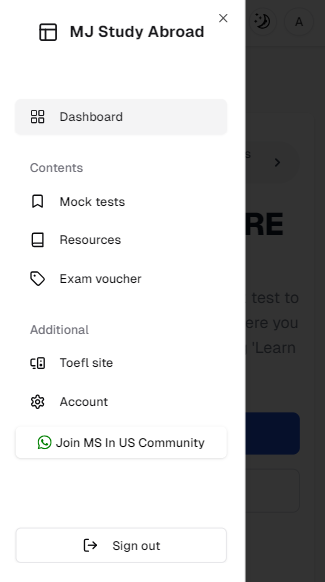 MJ Study Abroad
A
Dashboard
Contents
Mock tests
Resources
Exam voucher
Additional
Toefl site
Account
Join MS In US Community
Sign out
s
RE
test to
ere you
'Learn